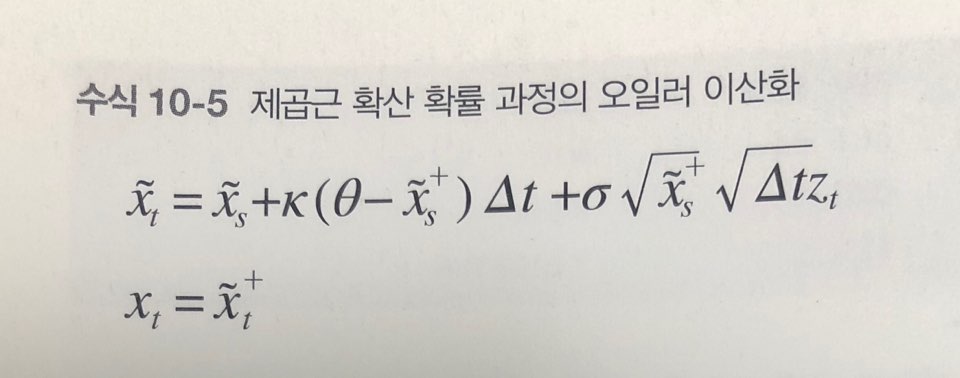 수식 10-5 제곱근 확산 확률 과정의 오일러 이산화
x̃ₜ = x̃ₛ+κ(θ−x̃ₛ⁺) Δt +σ √x̃ₛ⁺ √Δt zₜ
xₜ = x̃ₜ⁺